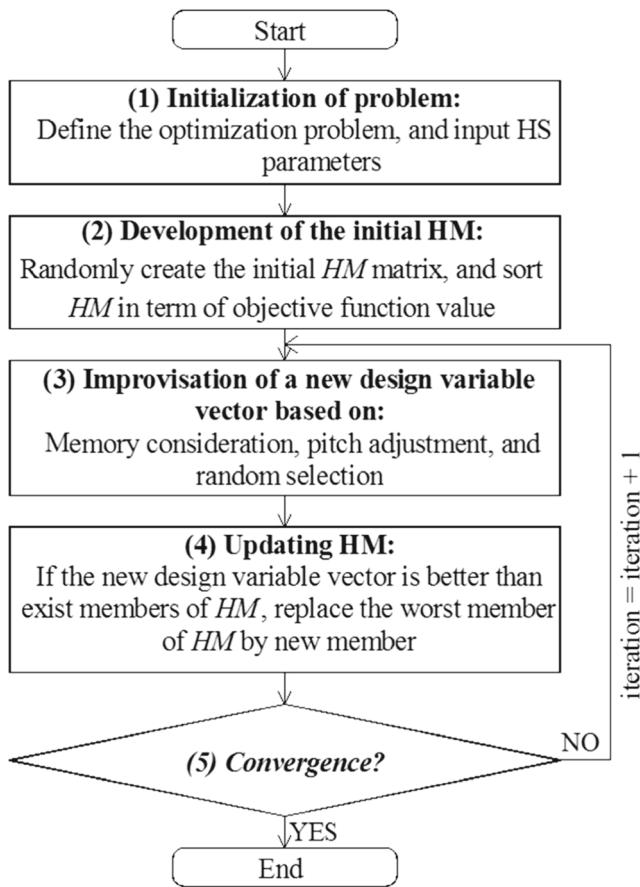 Start
(1) Initialization of problem:
Define the optimization problem, and input HS
parameters
(2) Development of the initial HM:
Randomly create the initial HM matrix, and sort
HM in term of objective function value
(3) Improvisation of a new design variable
vector based on:
Memory consideration, pitch adjustment, and
random selection
(4) Updating HM:
If the new design variable vector is better than
exist members of HM, replace the worst member
of HM by new member
(5) Convergence?
NO
iteration = iteration + 1
YES
End